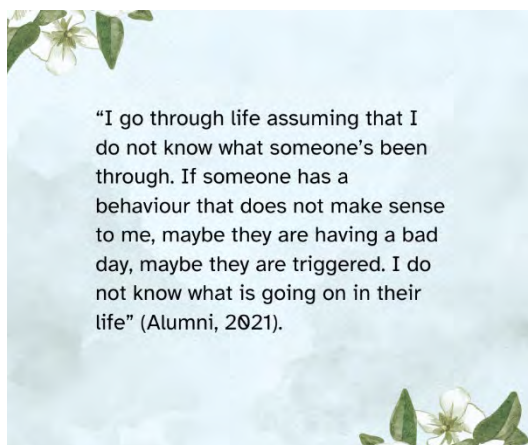 “I go through life assuming that I
do not know what someone’s been
through. If someone has a
behaviour that does not make sense
to me, maybe they are having a bad
day, maybe they are triggered. I do
not know what is going on in their
life” (Alumni, 2021).